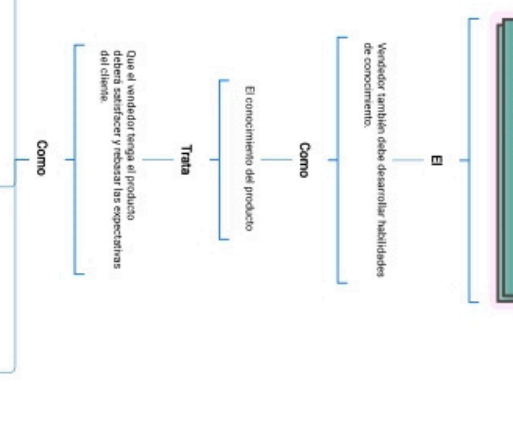 El
Vendedor también debe desarrollar habilidades
de conocimiento.
Como
El conocimiento del producto
Trata
Que el vendedor tenga el producto
deberá satisfacer y rebasar las expectativas
del cliente.
Como